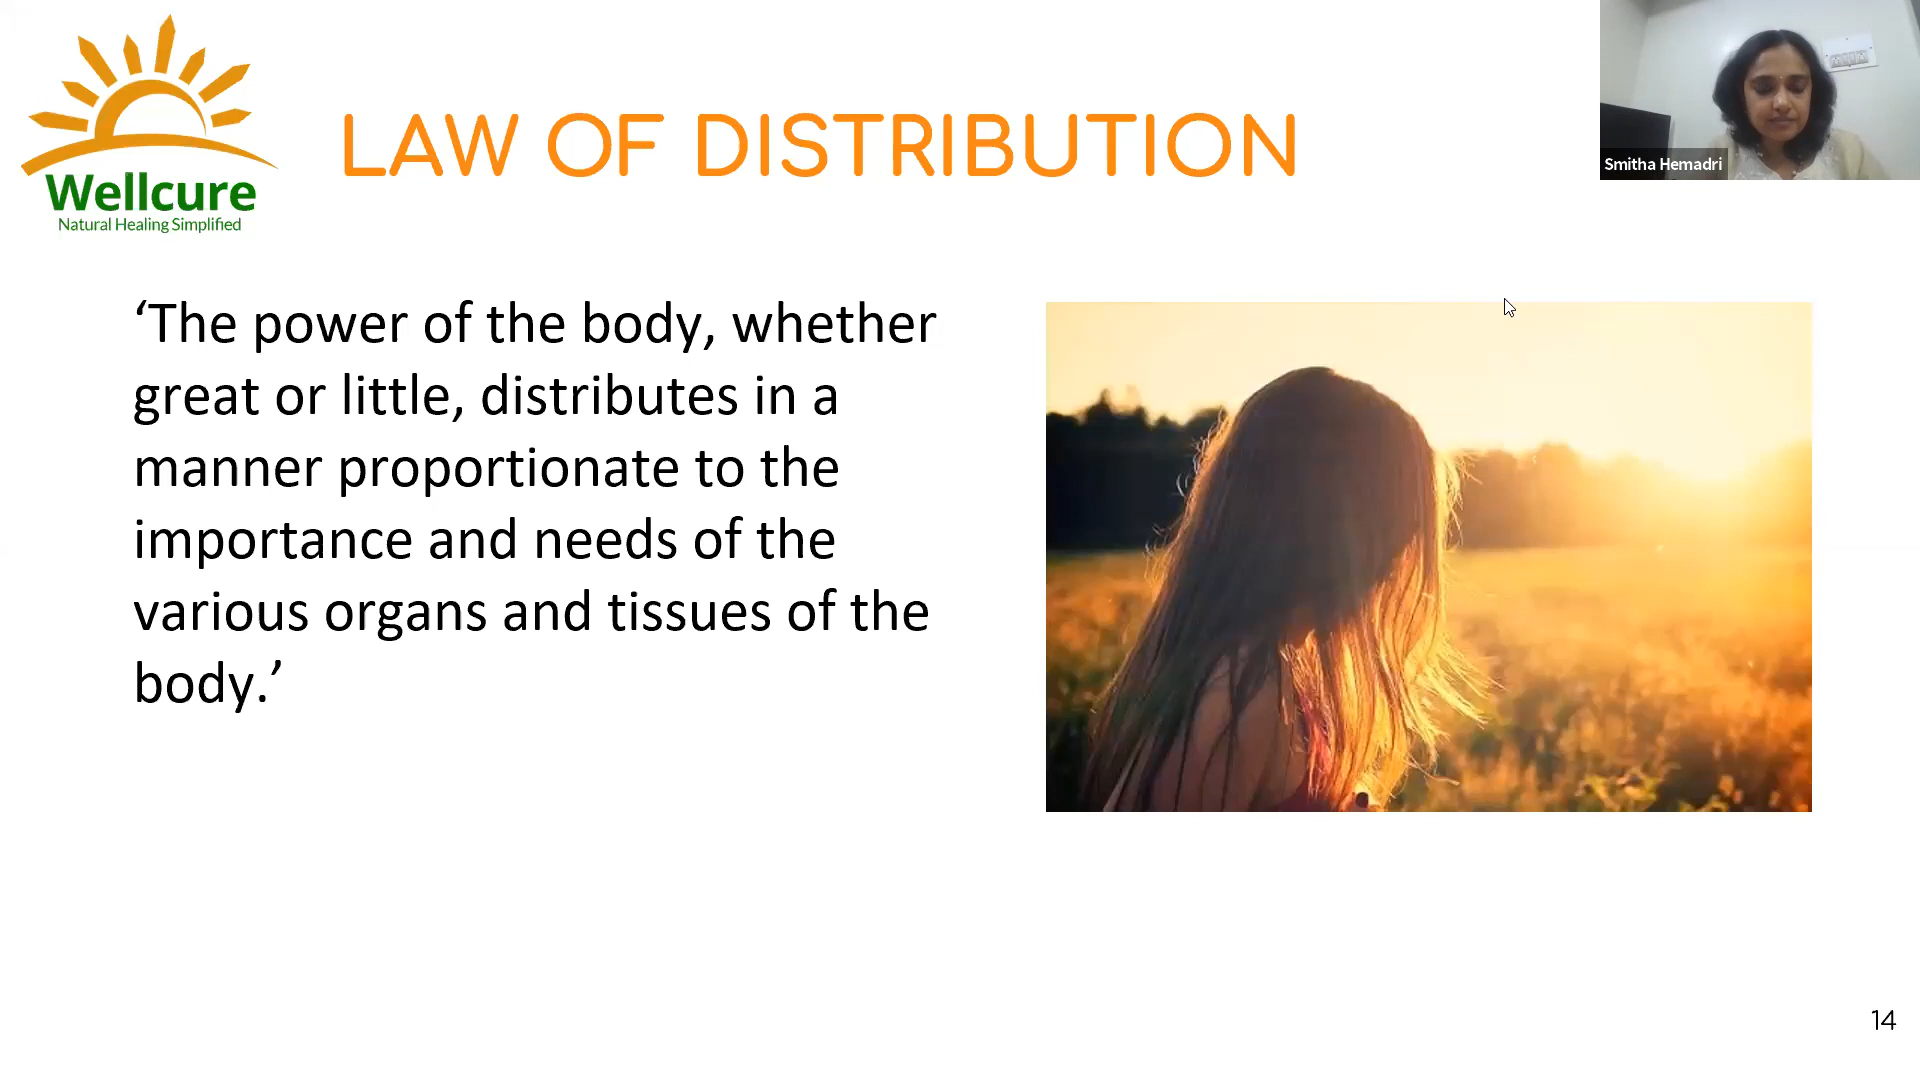 Wellcure
Natural Healing Simplified
LAW OF DISTRIBUTION
Smitha Hemadri
‘The power of the body, whether
great or little, distributes in a
manner proportionate to the
importance and needs of the
various organs and tissues of the
body.’
14